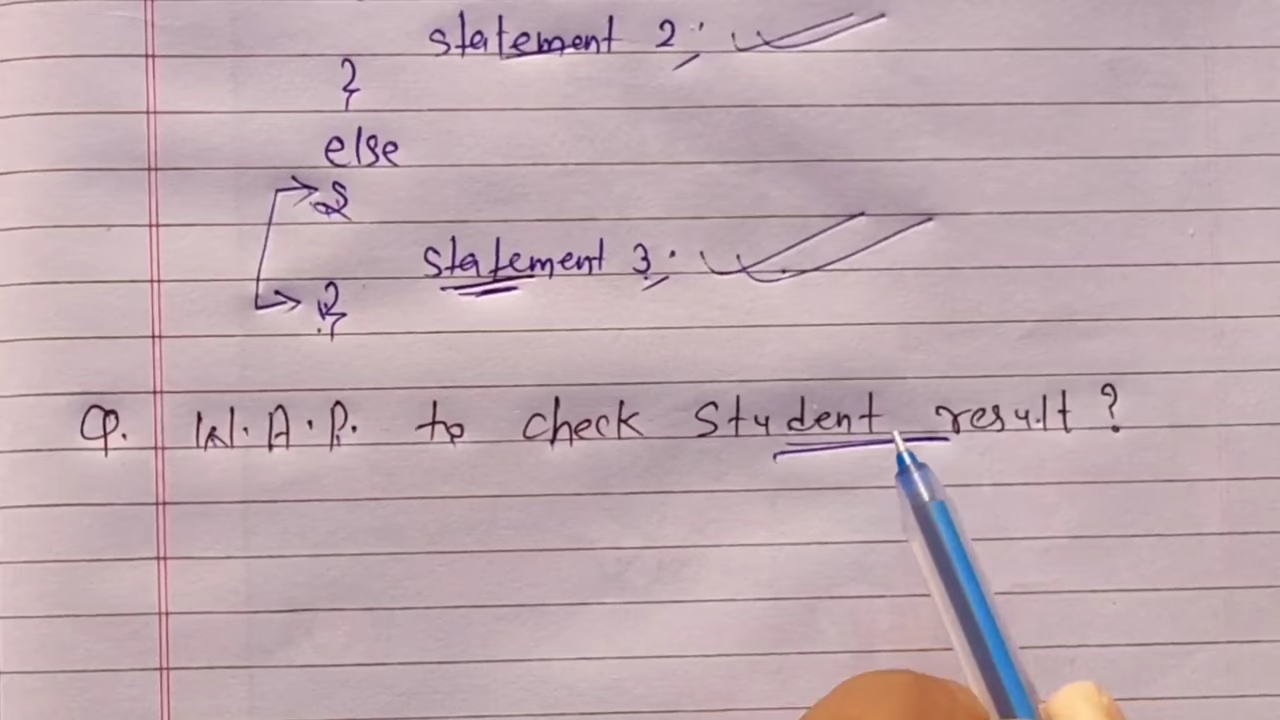 statement 2;
}
else
{
statement 3;
}
Q. W.A.P. to check Student result?